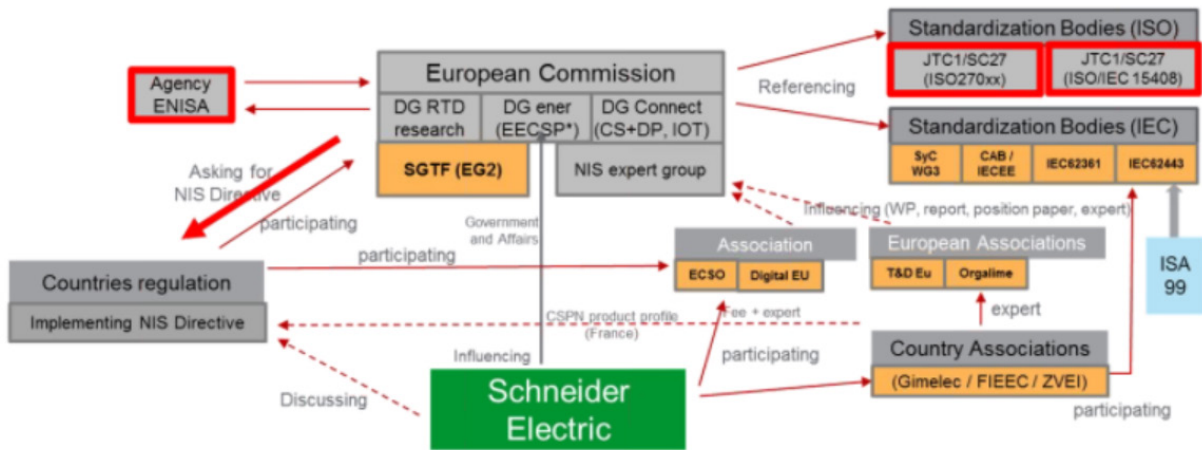 Standardization Bodies (ISO)
JTC1/SC27
(ISO270xx)
JTC1/SC27
(ISO/IEC 15408)
Agency
ENISA
European Commission
DG RTD
research
DG ener
(EECSP*)
DG Connect
(CS+DP, IOT)
SGTF (EG2)
NIS expert group
Referencing
Standardization Bodies (IEC)
SyC
WG3
CAB /
IECEE
IEC62361
IEC62443
Asking for
NIS Directive
participating
Government
and Affairs
Influencing (WP, report, position paper, expert)
participating
Association
ECSO
Digital EU
European Associations
T&D Eu
Orgalime
ISA
99
Countries regulation
Implementing NIS Directive
CSPN product profile
(France)
Fee + expert
expert
Influencing
participating
Country Associations
(Gimelec / FIEEC / ZVEI)
Discussing
Schneider
Electric
participating